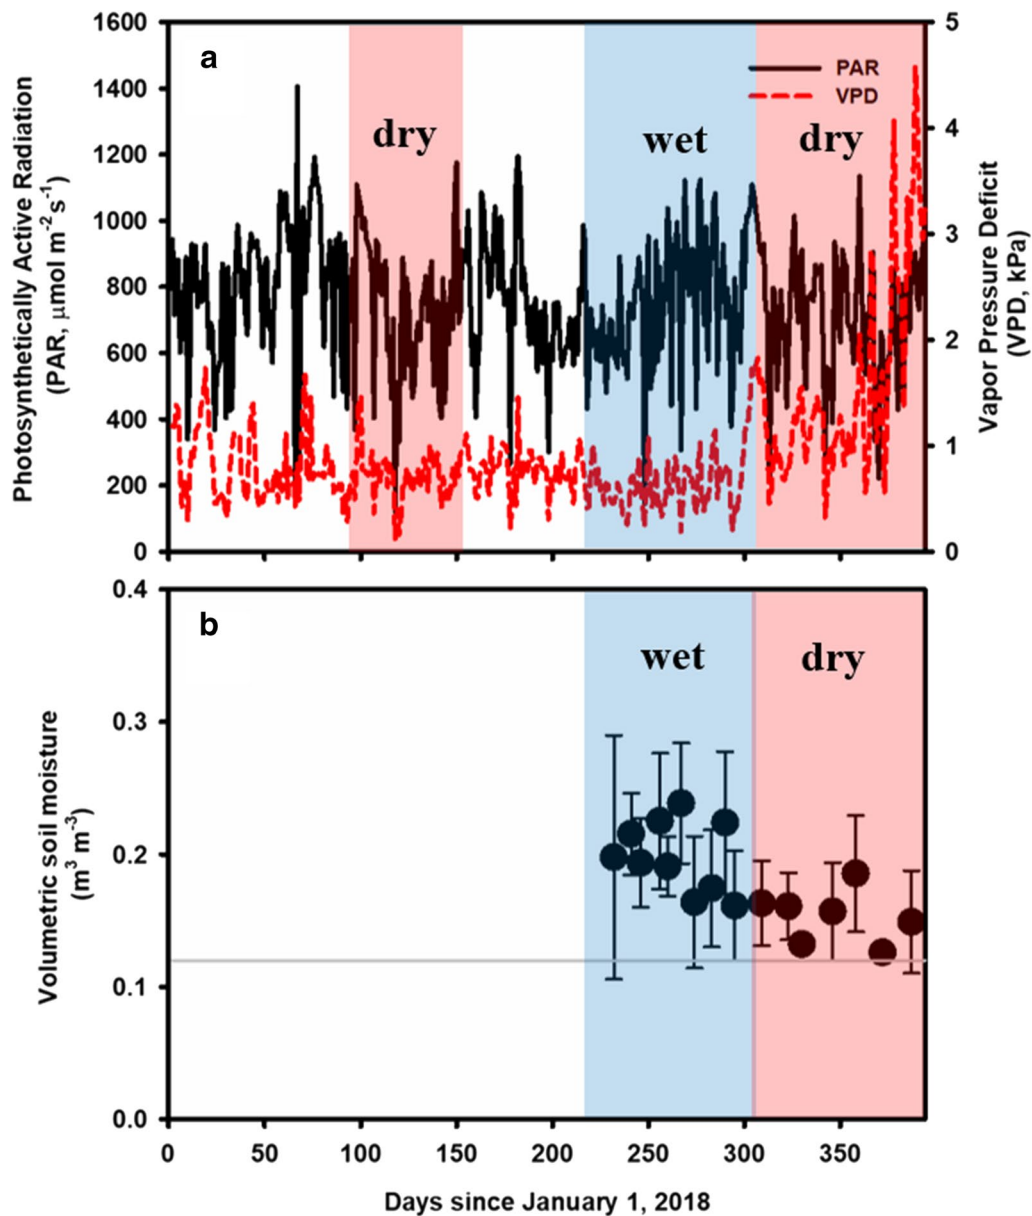 a
PAR
VPD
dry
wet
dry
1600
1400
1200
1000
800
600
400
200
0
5
4
3
2
1
0
Photosynthetically Active Radiation
(PAR, μmol m⁻² s⁻¹)
Vapor Pressure Deficit
(VPD, kPa)
b
wet
dry
0.4
0.3
0.2
0.1
0.0
Volumetric soil moisture
(m³ m⁻³)
0 50 100 150 200 250 300 350
Days since January 1, 2018